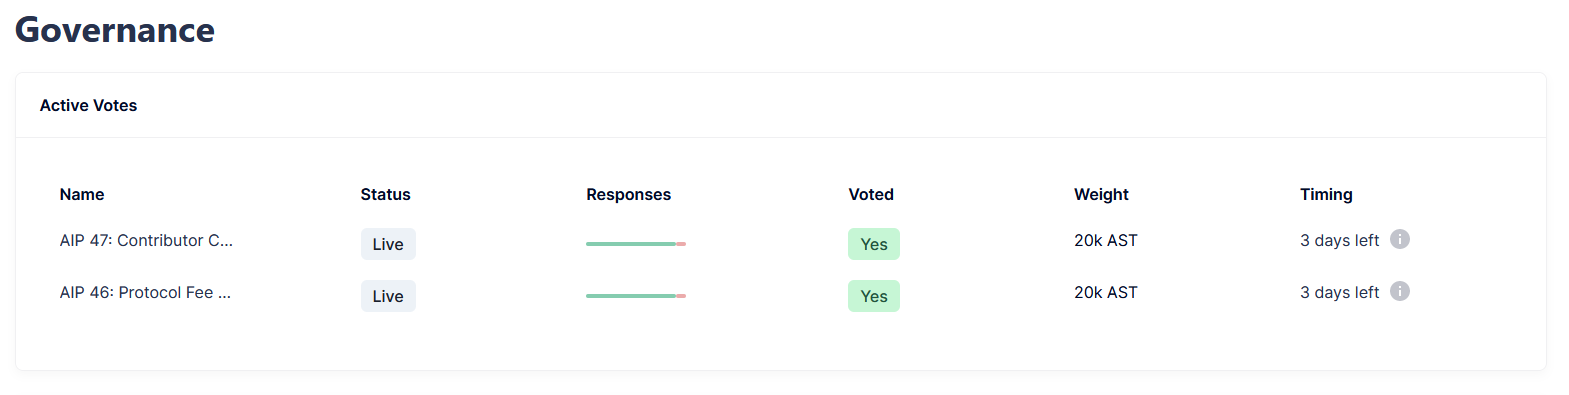 Governance
Active Votes
Name Status Responses Voted Weight Timing
AIP 47: Contributor C... Live Yes 20k AST 3 days left
AIP 46: Protocol Fee ... Live Yes 20k AST 3 days left